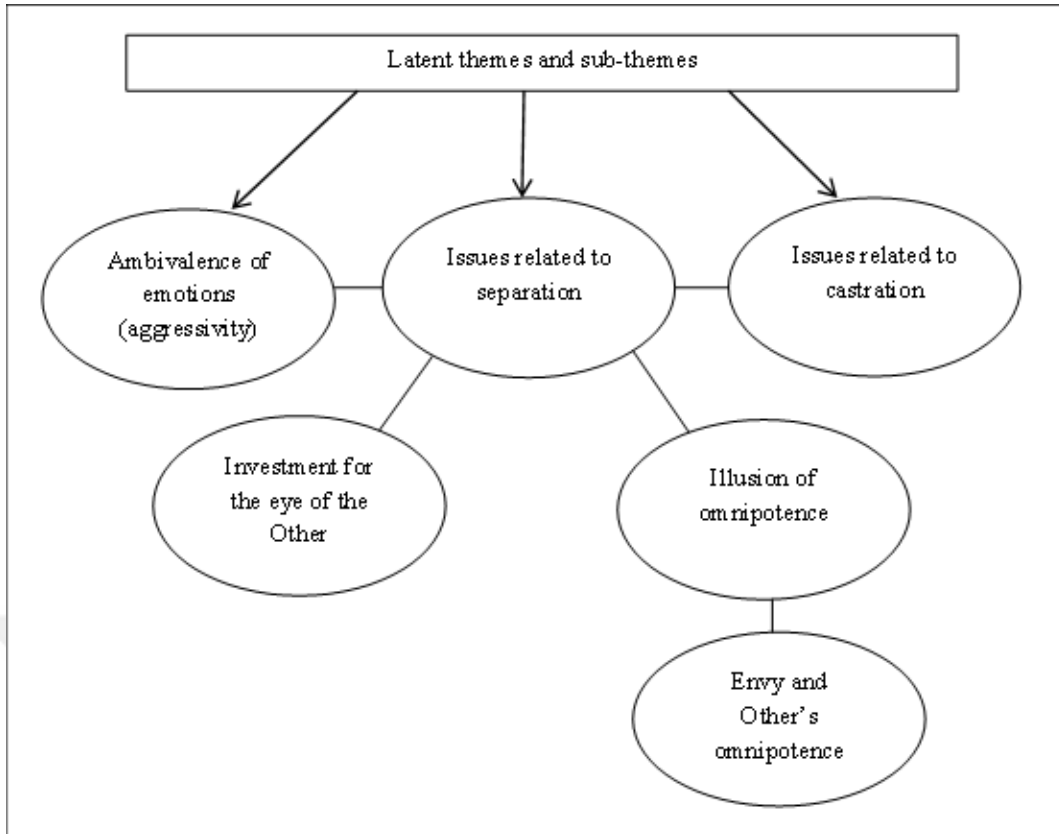 Latent themes and sub-themes
Ambivalence of
emotions
(aggressivity)
Issues related to
separation
Issues related to
castration
Investment for
the eye of the
Other
Illusion of
omnipotence
Envy and
Other's
omnipotence